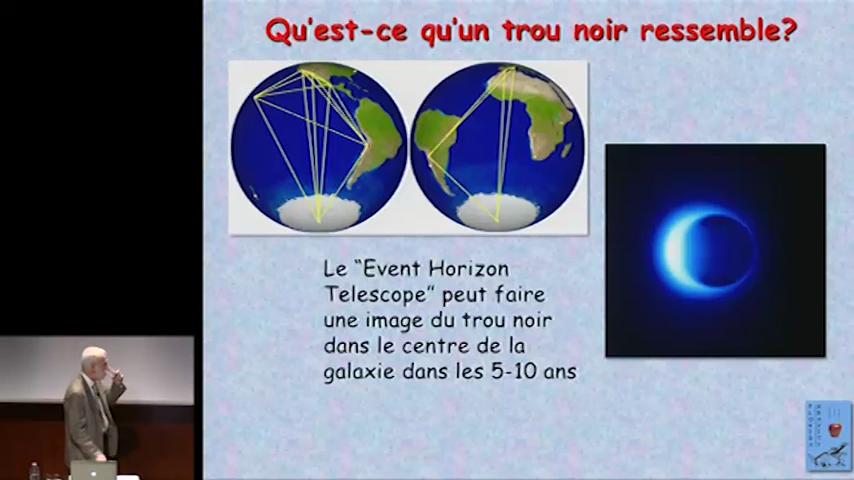 Qu'est-ce qu'un trou noir ressemble?
Le “Event Horizon
Telescope” peut faire
une image du trou noir
dans le centre de la
galaxie dans les 5-10 ans